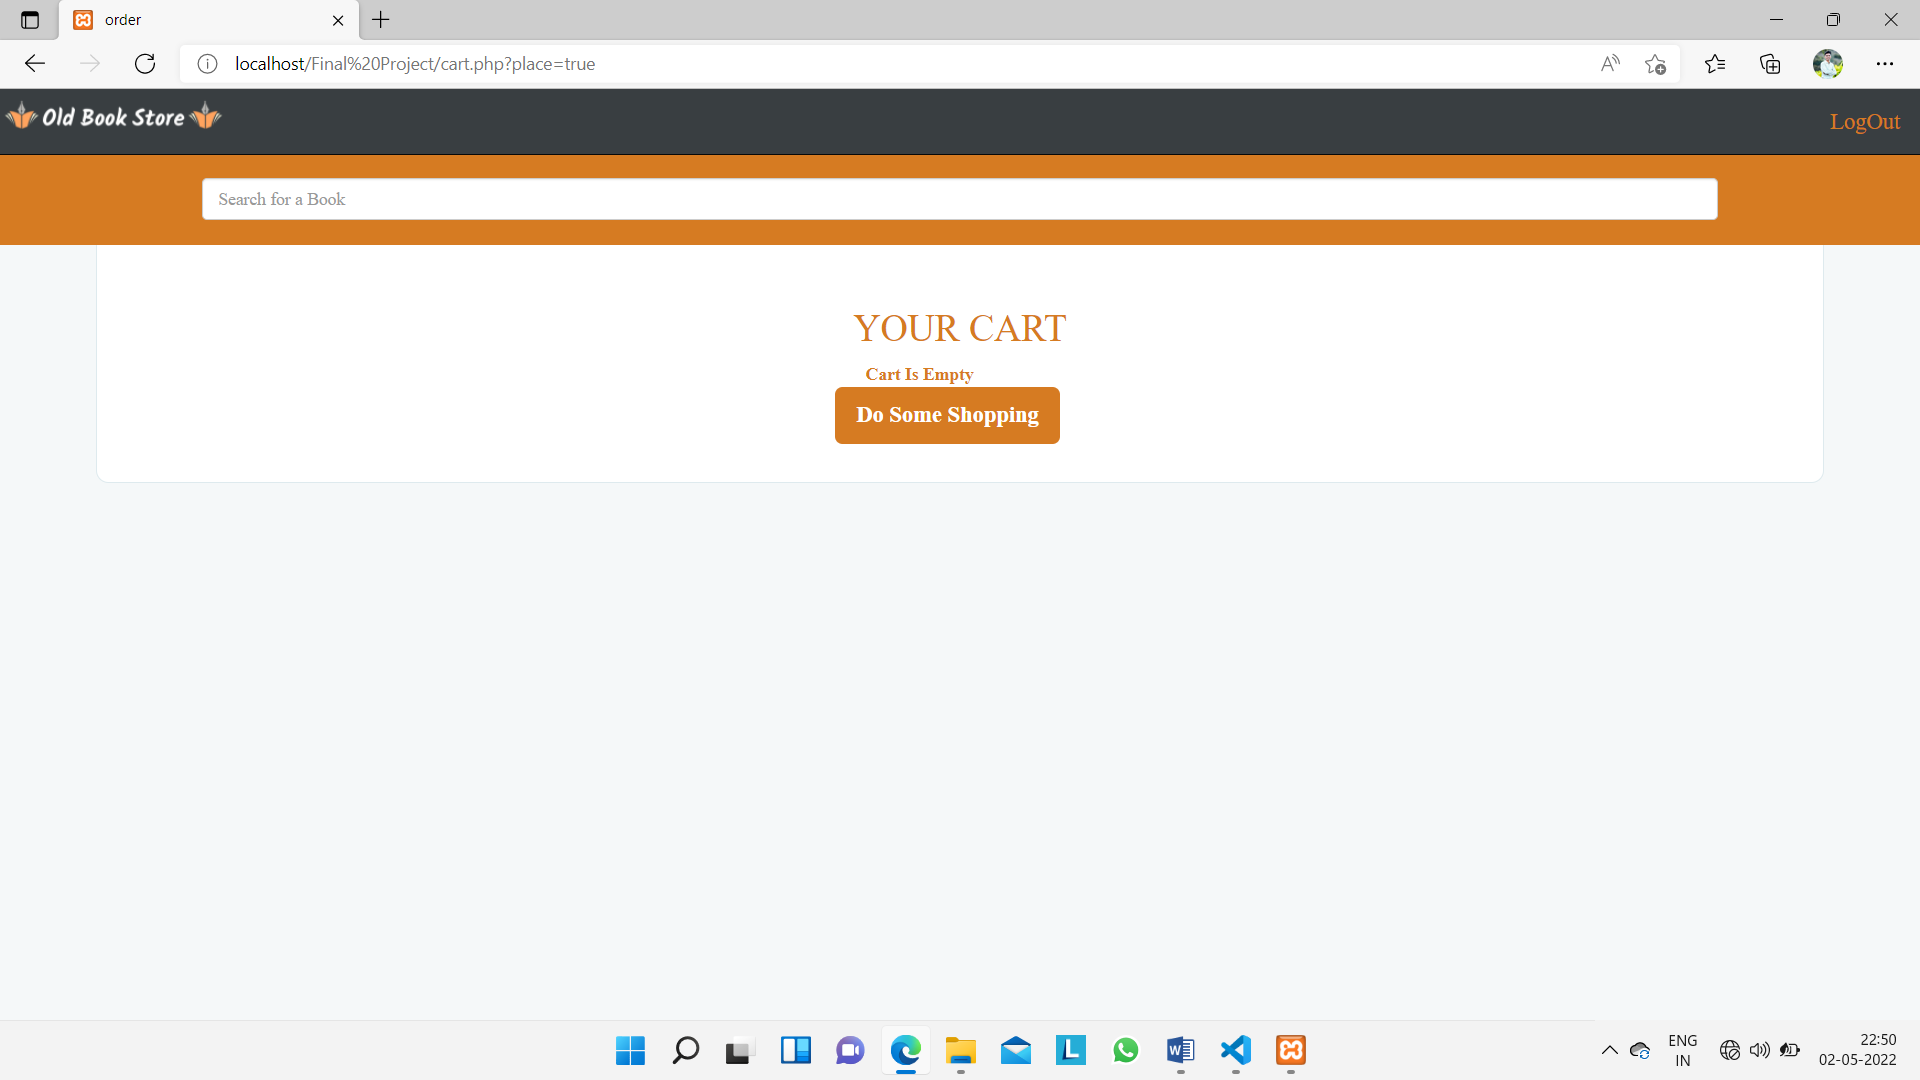 order
localhost/Final%20Project/cart.php?place=true
Old Book Store
LogOut
Search for a Book
YOUR CART
Cart Is Empty
Do Some Shopping
ENG
IN
22:50
02-05-2022